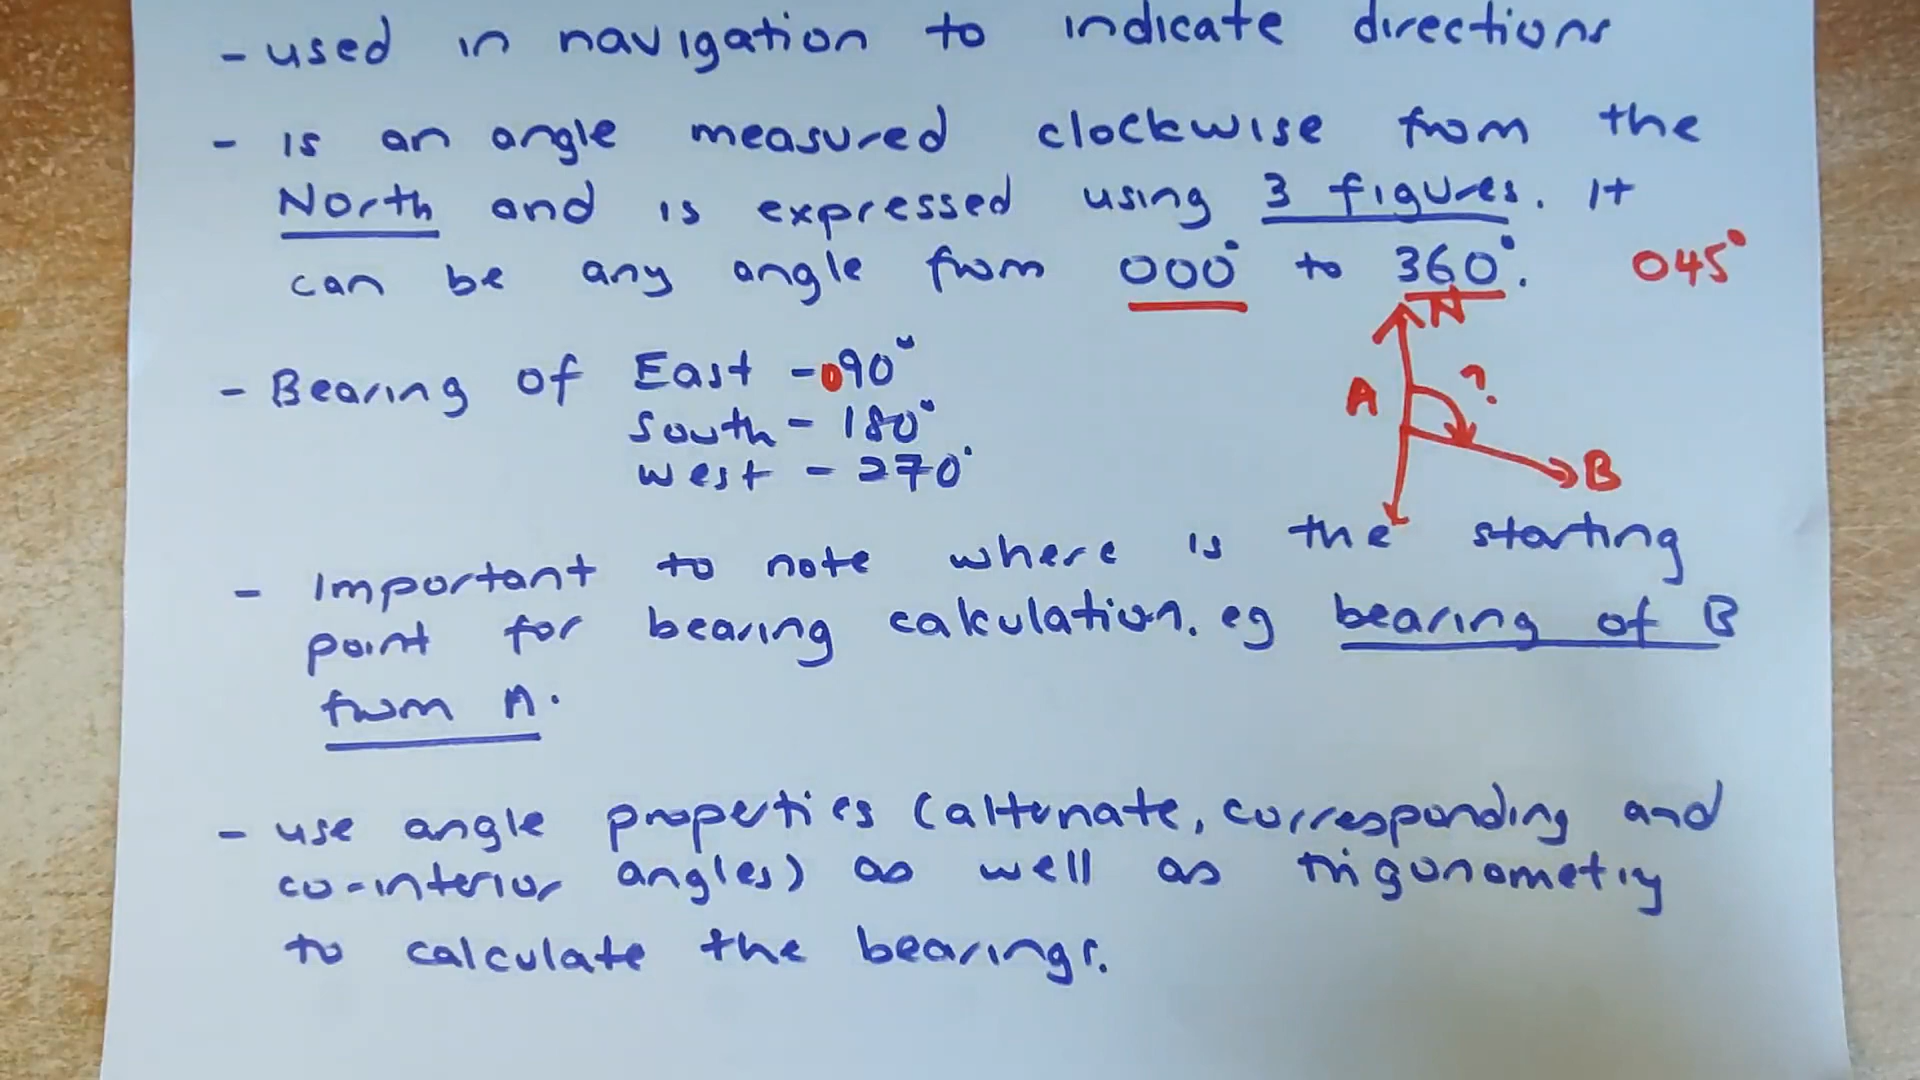 - used in navigation to indicate directions
- is an angle measured clockwise from the
North and is expressed using 3 figures. It
can be any angle from 000° to 360°. 045°
N
- Bearing of East - 090°
A ?
South - 180°
West - 270°
B
- Important to note where is the starting
point for bearing calculation. eg bearing of B
from A.
- use angle properties (alternate, corresponding and
co-interior angles) as well as trigonometry
to calculate the bearings.